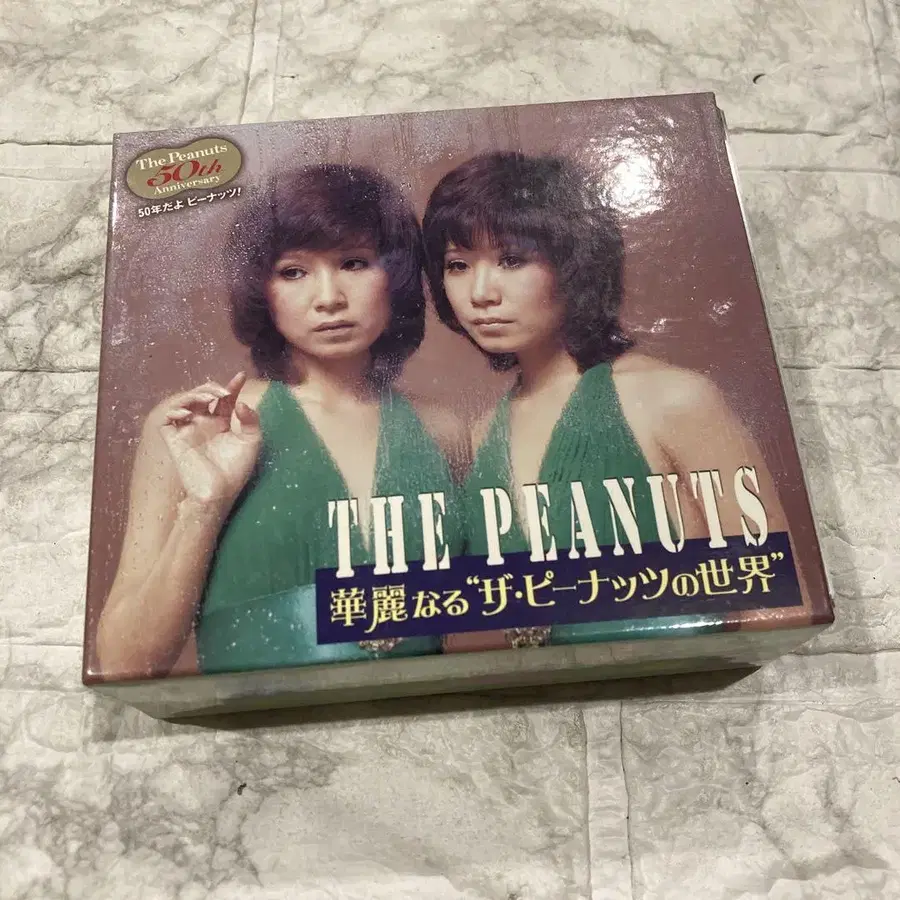 The Peanuts
50th
Anniversary
50年だよ ピーナッツ!
THE PEANUTS
華麗なる“ザ・ピーナッツの世界”